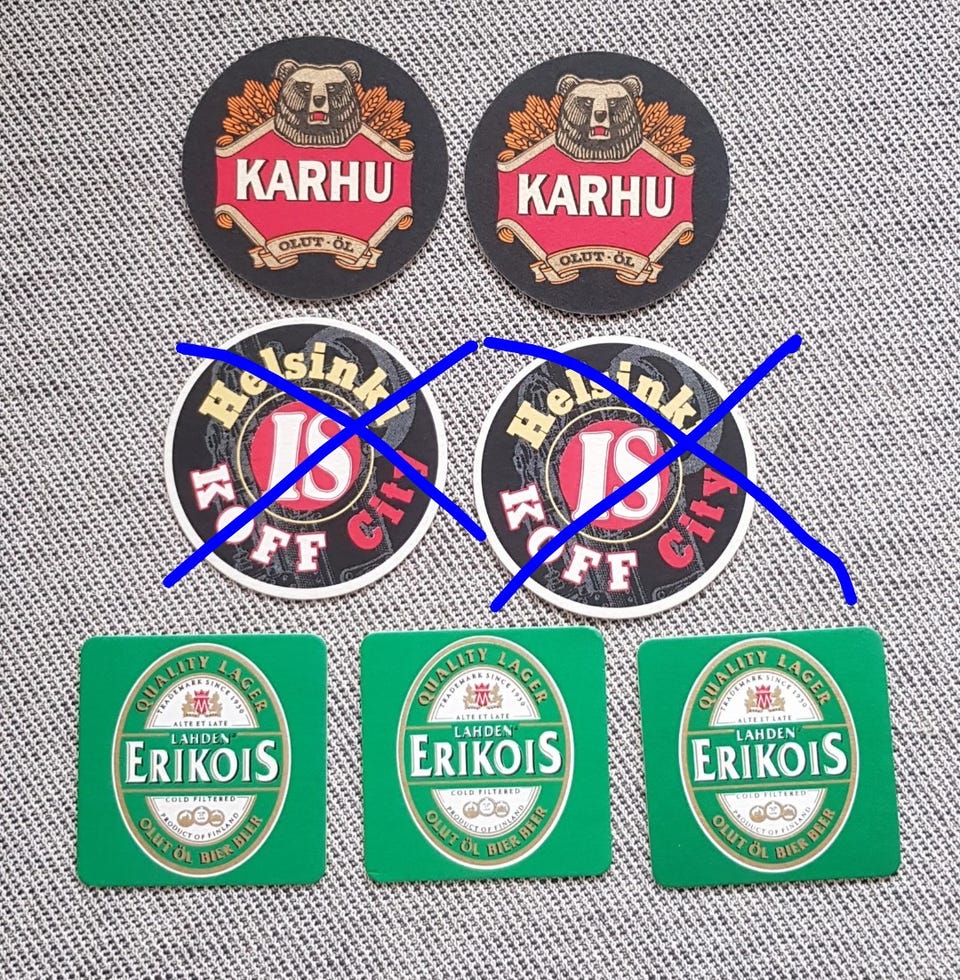 KARHU
OLUT·ÖL
KARHU
OLUT·ÖL
Helsinki
IS
KOFF City
Helsinki
IS
KOFF City
QUALITY LAGER
TRADEMARK SINCE 1930
ALTE ET LATE
LAHDEN
ERIKOIS
COLD FILTERED
PRODUCT OF FINLAND
OLUT ÖL BIER BEER
QUALITY LAGER
TRADEMARK SINCE 1930
ALTE ET LATE
LAHDEN
ERIKOIS
COLD FILTERED
PRODUCT OF FINLAND
OLUT ÖL BIER BEER
QUALITY LAGER
TRADEMARK SINCE 1930
ALTE ET LATE
LAHDEN
ERIKOIS
COLD FILTERED
PRODUCT OF FINLAND
OLUT ÖL BIER BEER